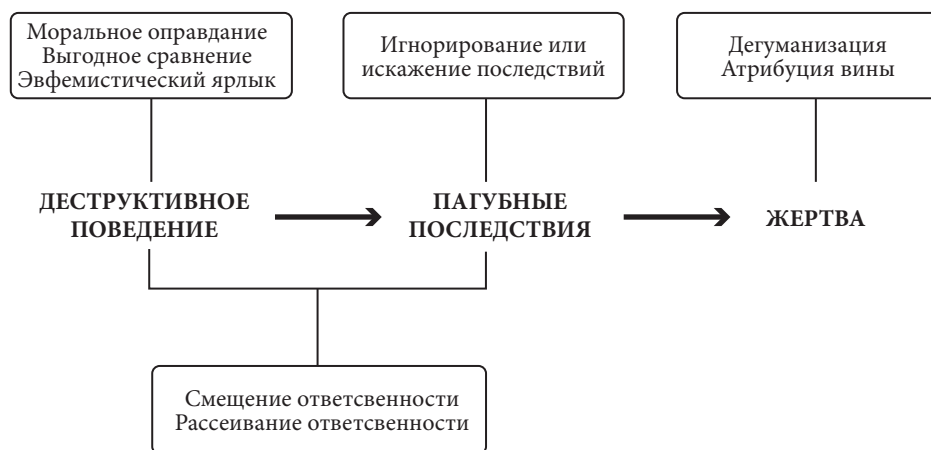 Моральное оправдание
Выгодное сравнение
Эвфемистический ярлык
Игнорирование или
искажение последствий
Дегуманизация
Атрибуция вины
ДЕСТРУКТИВНОЕ
ПОВЕДЕНИЕ
ПАГУБНЫЕ
ПОСЛЕДСТВИЯ
ЖЕРТВА
Смещение ответсвенности
Рассеивание ответсвенности